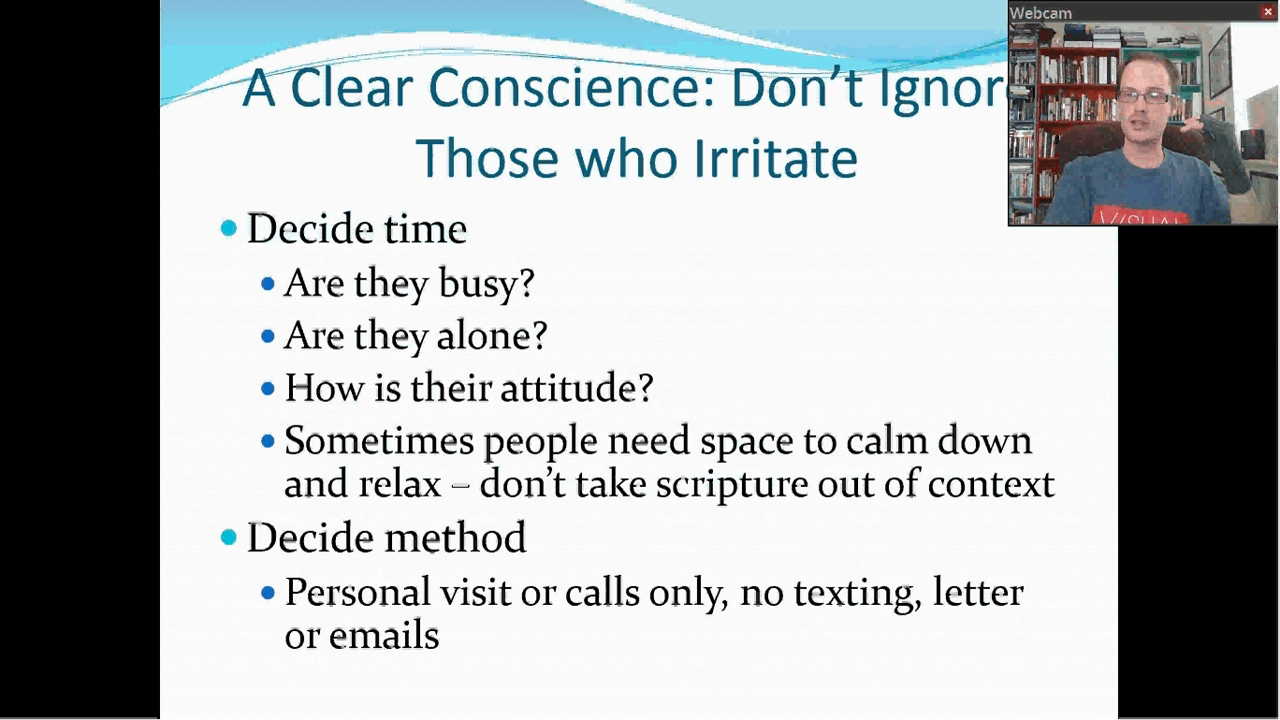 Webcam
A Clear Conscience: Don't Ignore
Those who Irritate
Decide time
Are they busy?
Are they alone?
How is their attitude?
Sometimes people need space to calm down
and relax – don't take scripture out of context
Decide method
Personal visit or calls only, no texting, letter
or emails
VISUAL